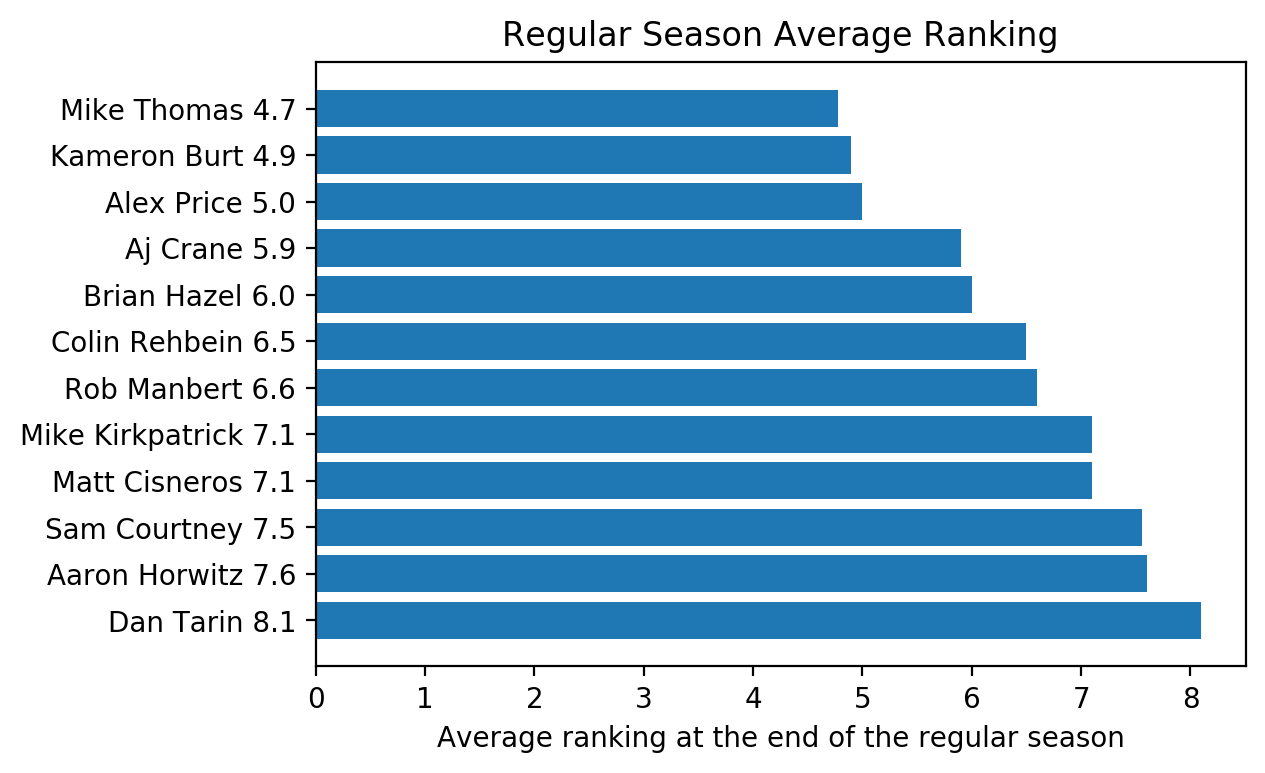 Regular Season Average Ranking
Mike Thomas 4.7
Kameron Burt 4.9
Alex Price 5.0
Aj Crane 5.9
Brian Hazel 6.0
Colin Rehbein 6.5
Rob Manbert 6.6
Mike Kirkpatrick 7.1
Matt Cisneros 7.1
Sam Courtney 7.5
Aaron Horwitz 7.6
Dan Tarin 8.1
0 1 2 3 4 5 6 7 8
Average ranking at the end of the regular season